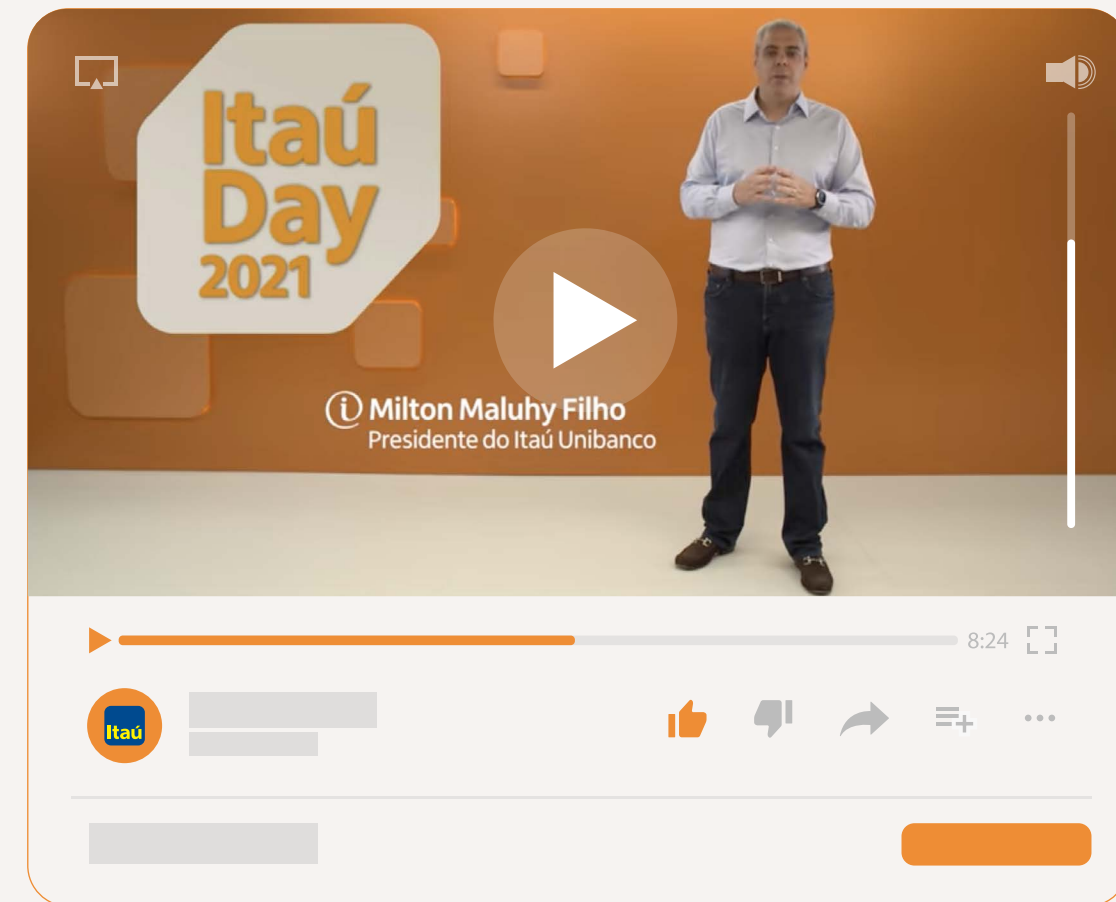 Itaú
Day
2021
Milton Maluhy Filho
Presidente do Itaú Unibanco
8:24
Itaú